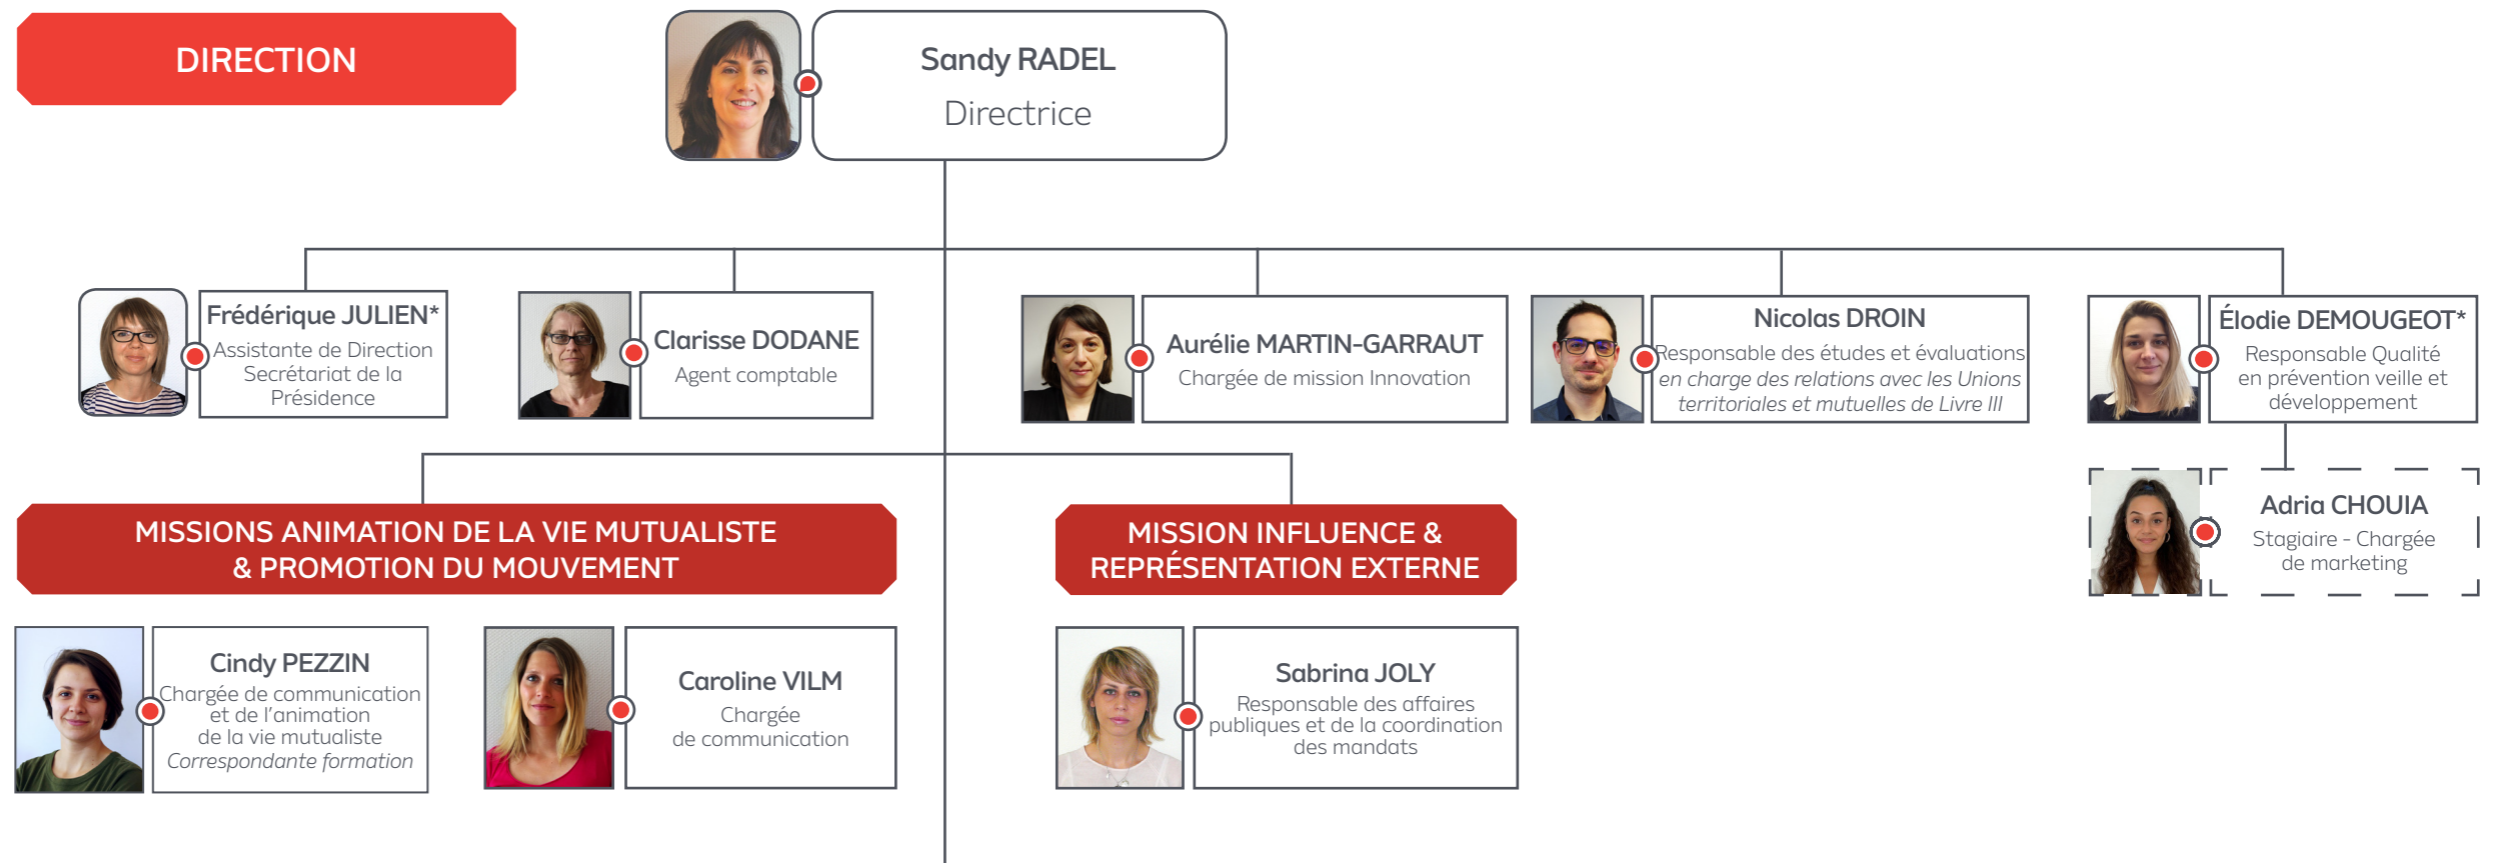 DIRECTION
Sandy RADEL
Directrice
Frédérique JULIEN*
Assistante de Direction
Secrétariat de la
Présidence
Clarisse DODANE
Agent comptable
Aurélie MARTIN-GARRAUT
Chargée de mission Innovation
Nicolas DROIN
Responsable des études et évaluations
en charge des relations avec les Unions
territoriales et mutuelles de Livre III
Élodie DEMOUGEOT*
Responsable Qualité
en prévention veille et
développement
Adria CHOUIA
Stagiaire - Chargée
de marketing
MISSIONS ANIMATION DE LA VIE MUTUALISTE
& PROMOTION DU MOUVEMENT
MISSION INFLUENCE &
REPRÉSENTATION EXTERNE
Cindy PEZZIN
Chargée de communication
et de l'animation
de la vie mutualiste
Correspondante formation
Caroline VILM
Chargée
de communication
Sabrina JOLY
Responsable des affaires
publiques et de la coordination
des mandats